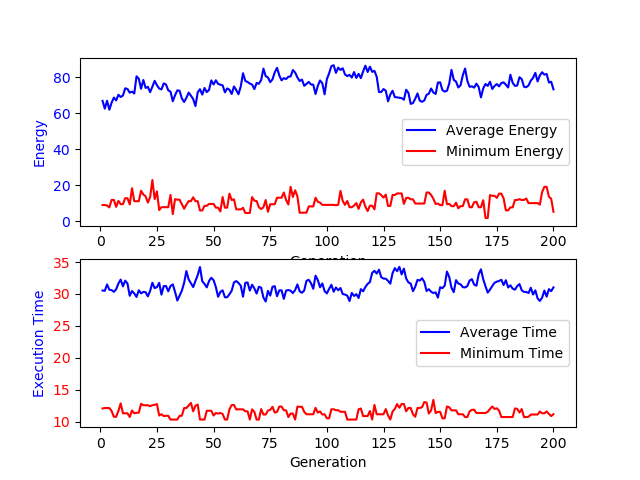 80
60
40
20
0
Energy
Average Energy
Minimum Energy
0 25 50 75 100 125 150 175 200
Generation
35
30
25
20
15
10
Execution Time
Average Time
Minimum Time
0 25 50 75 100 125 150 175 200
Generation